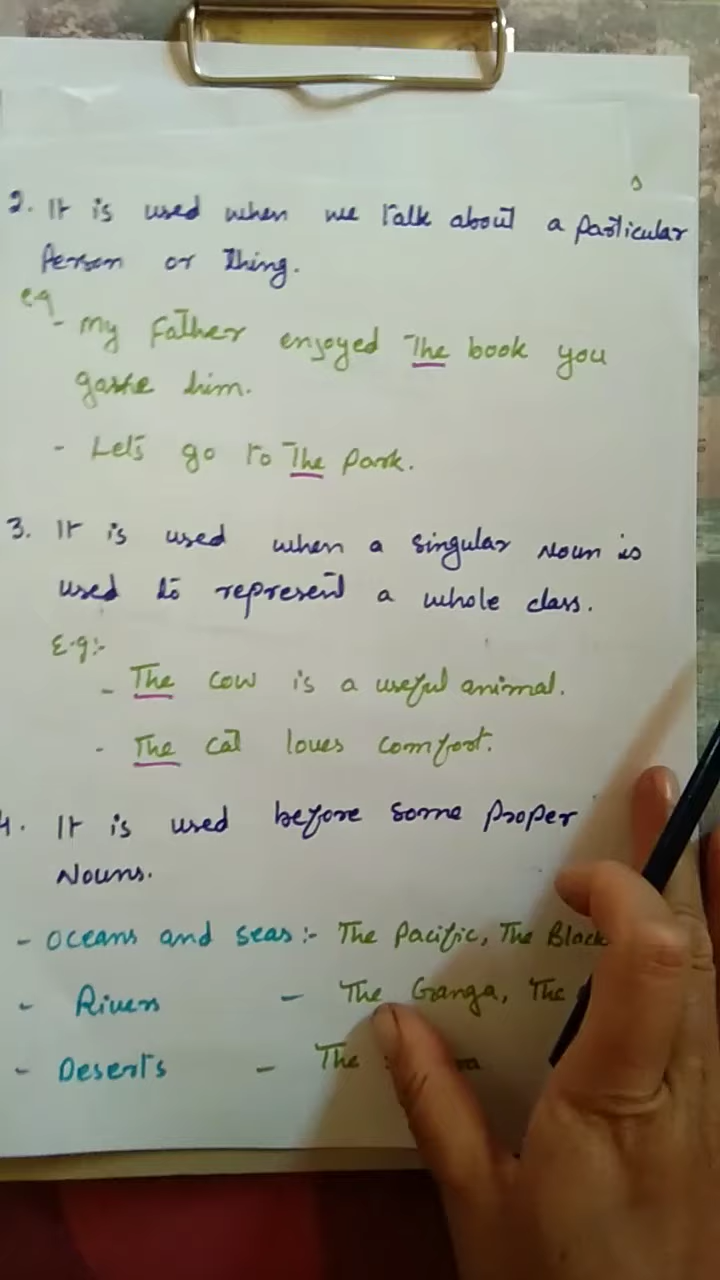 2. It is used when we talk about a particular
Person or thing.
eg
- My Father enjoyed The book you
gave him.
- Let's go to The park.
3. It is used when a singular Noun is
used to represent a whole class.
E.g:-
- The cow is a useful animal.
- The cat loves comfort.
4. It is used before some proper
Nouns.
- Oceans and seas:- The Pacific, The Black
- Rivers - The Ganga, The
- Deserts - The